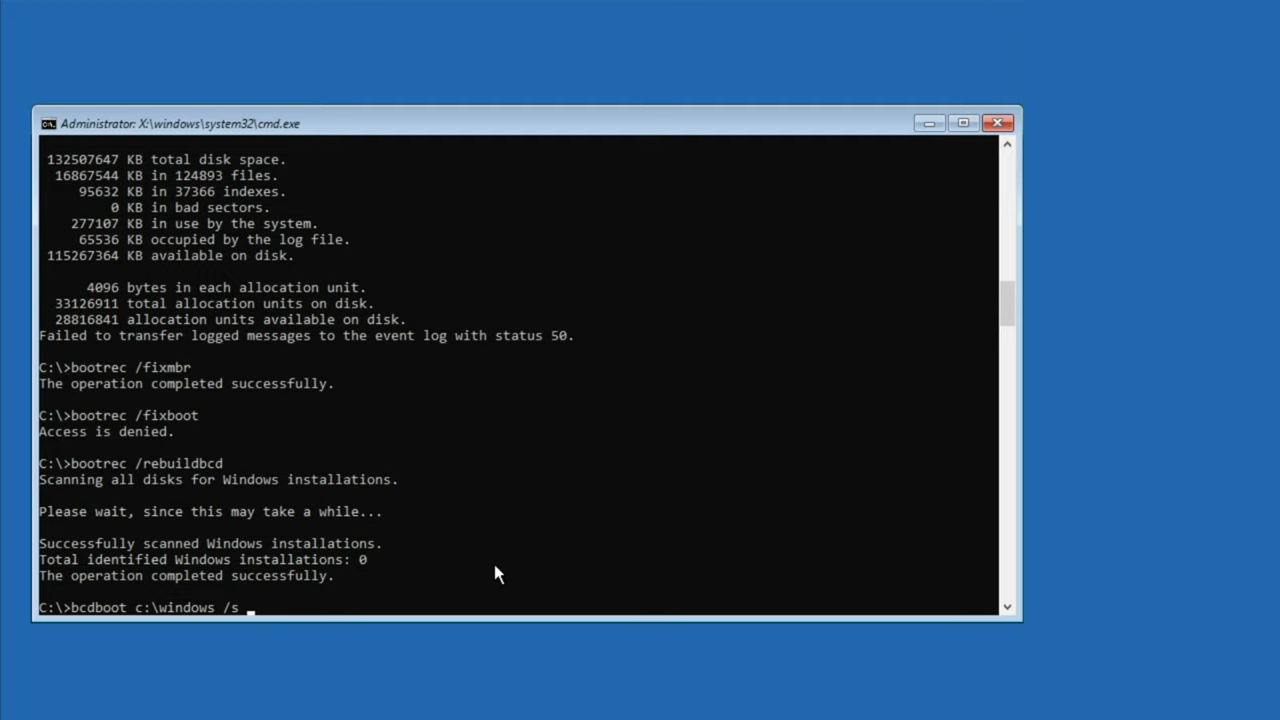 Administrator: X:\windows\system32\cmd.exe
132507647 KB total disk space.
16867544 KB in 124893 files.
95632 KB in 37366 indexes.
0 KB in bad sectors.
277107 KB in use by the system.
65536 KB occupied by the log file.
115267364 KB available on disk.
4096 bytes in each allocation unit.
33126911 total allocation units on disk.
28816841 allocation units available on disk.
Failed to transfer logged messages to the event log with status 50.
C:\>bootrec /fixmbr
The operation completed successfully.
C:\>bootrec /fixboot
Access is denied.
C:\>bootrec /rebuildbcd
Scanning all disks for Windows installations.
Please wait, since this may take a while...
Successfully scanned Windows installations.
Total identified Windows installations: 0
The operation completed successfully.
C:\>bcdboot c:\windows /s _